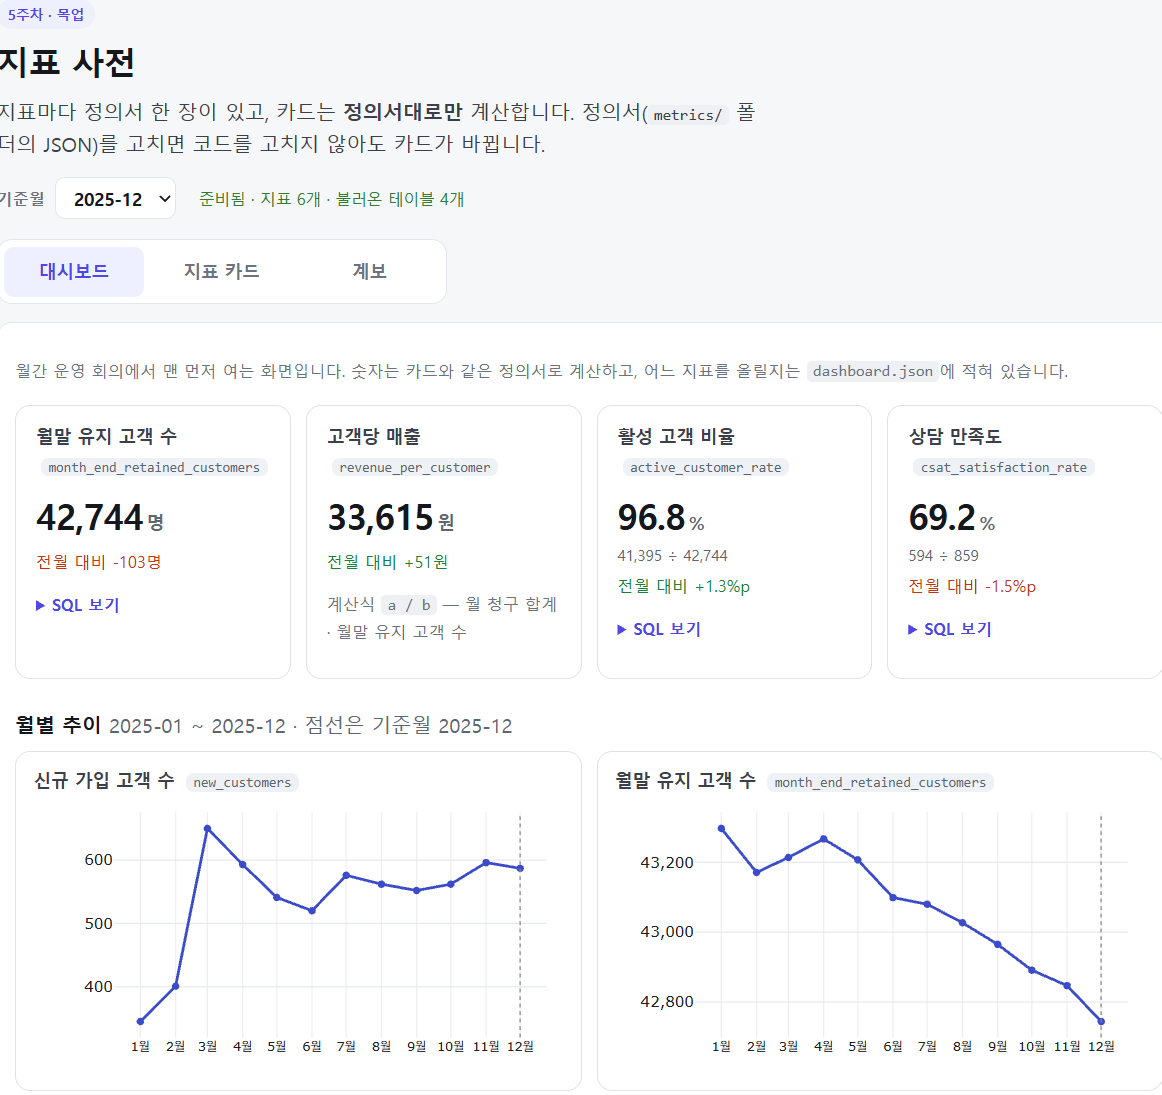 5주차 · 목업
지표 사전
지표마다 정의서 한 장이 있고, 카드는 정의서대로만 계산합니다. 정의서( metrics/ 폴
더의 JSON)를 고치면 코드를 고치지 않아도 카드가 바뀝니다.
기준월 2025-12 준비됨 · 지표 6개 · 불러온 테이블 4개
대시보드 지표 카드 계보
월간 운영 회의에서 맨 먼저 여는 화면입니다. 숫자는 카드와 같은 정의서로 계산하고, 어느 지표를 올릴지는 dashboard.json 에 적혀 있습니다.
월말 유지 고객 수
month_end_retained_customers
42,744 명
전월 대비 -103명
▶ SQL 보기
고객당 매출
revenue_per_customer
33,615 원
전월 대비 +51원
계산식 a / b — 월 청구 합계
· 월말 유지 고객 수
활성 고객 비율
active_customer_rate
96.8 %
41,395 ÷ 42,744
전월 대비 +1.3%p
▶ SQL 보기
상담 만족도
csat_satisfaction_rate
69.2 %
594 ÷ 859
전월 대비 -1.5%p
▶ SQL 보기
월별 추이 2025-01 ~ 2025-12 · 점선은 기준월 2025-12
신규 가입 고객 수 new_customers
600
500
400
1월 2월 3월 4월 5월 6월 7월 8월 9월 10월 11월 12월
월말 유지 고객 수 month_end_retained_customers
43,200
43,000
42,800
1월 2월 3월 4월 5월 6월 7월 8월 9월 10월 11월 12월